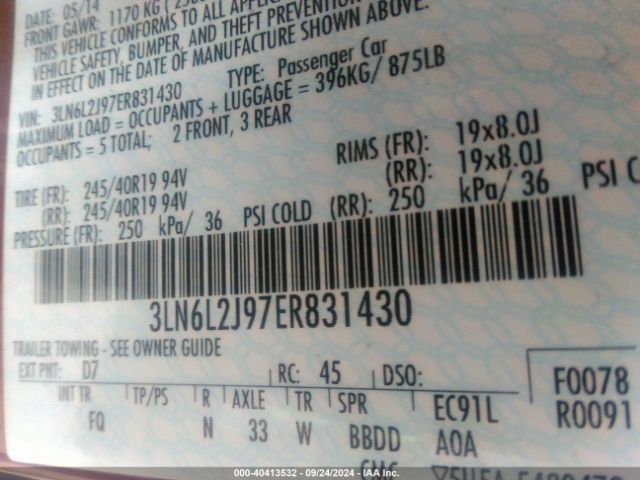 DATE: 05/14
FRONT GAWR: 1170 KG
THIS VEHICLE CONFORMS TO ALL
VEHICLE SAFETY, BUMPER, AND THEFT PREVENTION
IN EFFECT ON THE DATE OF MANUFACTURE SHOWN ABOVE.
VIN: 3LN6L2J97ER831430 TYPE: Passenger Car
MAXIMUM LOAD = OCCUPANTS + LUGGAGE = 396KG/ 875LB
OCCUPANTS = 5 TOTAL; 2 FRONT, 3 REAR
TIRE (FR): 245/40R19 94V RIMS (FR): 19x8.0J
(RR): 245/40R19 94V (RR): 19x8.0J
PRESSURE (FR): 250 kPa/ 36 PSI COLD (RR): 250 kPa/ 36 PSI
3LN6L2J97ER831430
TRAILER TOWING - SEE OWNER GUIDE
EXT PNT: D7 RC: 45 DSO: F0078
INT TR TP/PS R AXLE TR SPR EC91L R0091
FQ N 33 W BBDD AOA
000-40413532 - 09/24/2024 - IAAI.COM